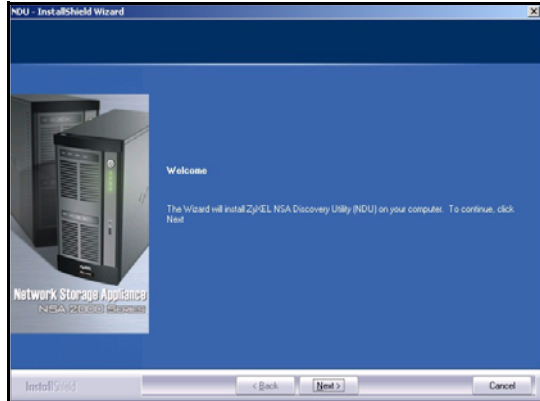 NDU - InstallShield Wizard
Welcome
The Wizard will install ZyXEL NSA Discovery Utility (NDU) on your computer. To continue, click
Next
ZyXEL
Network Storage Appliance
NSA 2000 Series
InstallShield
< Back
Next >
Cancel